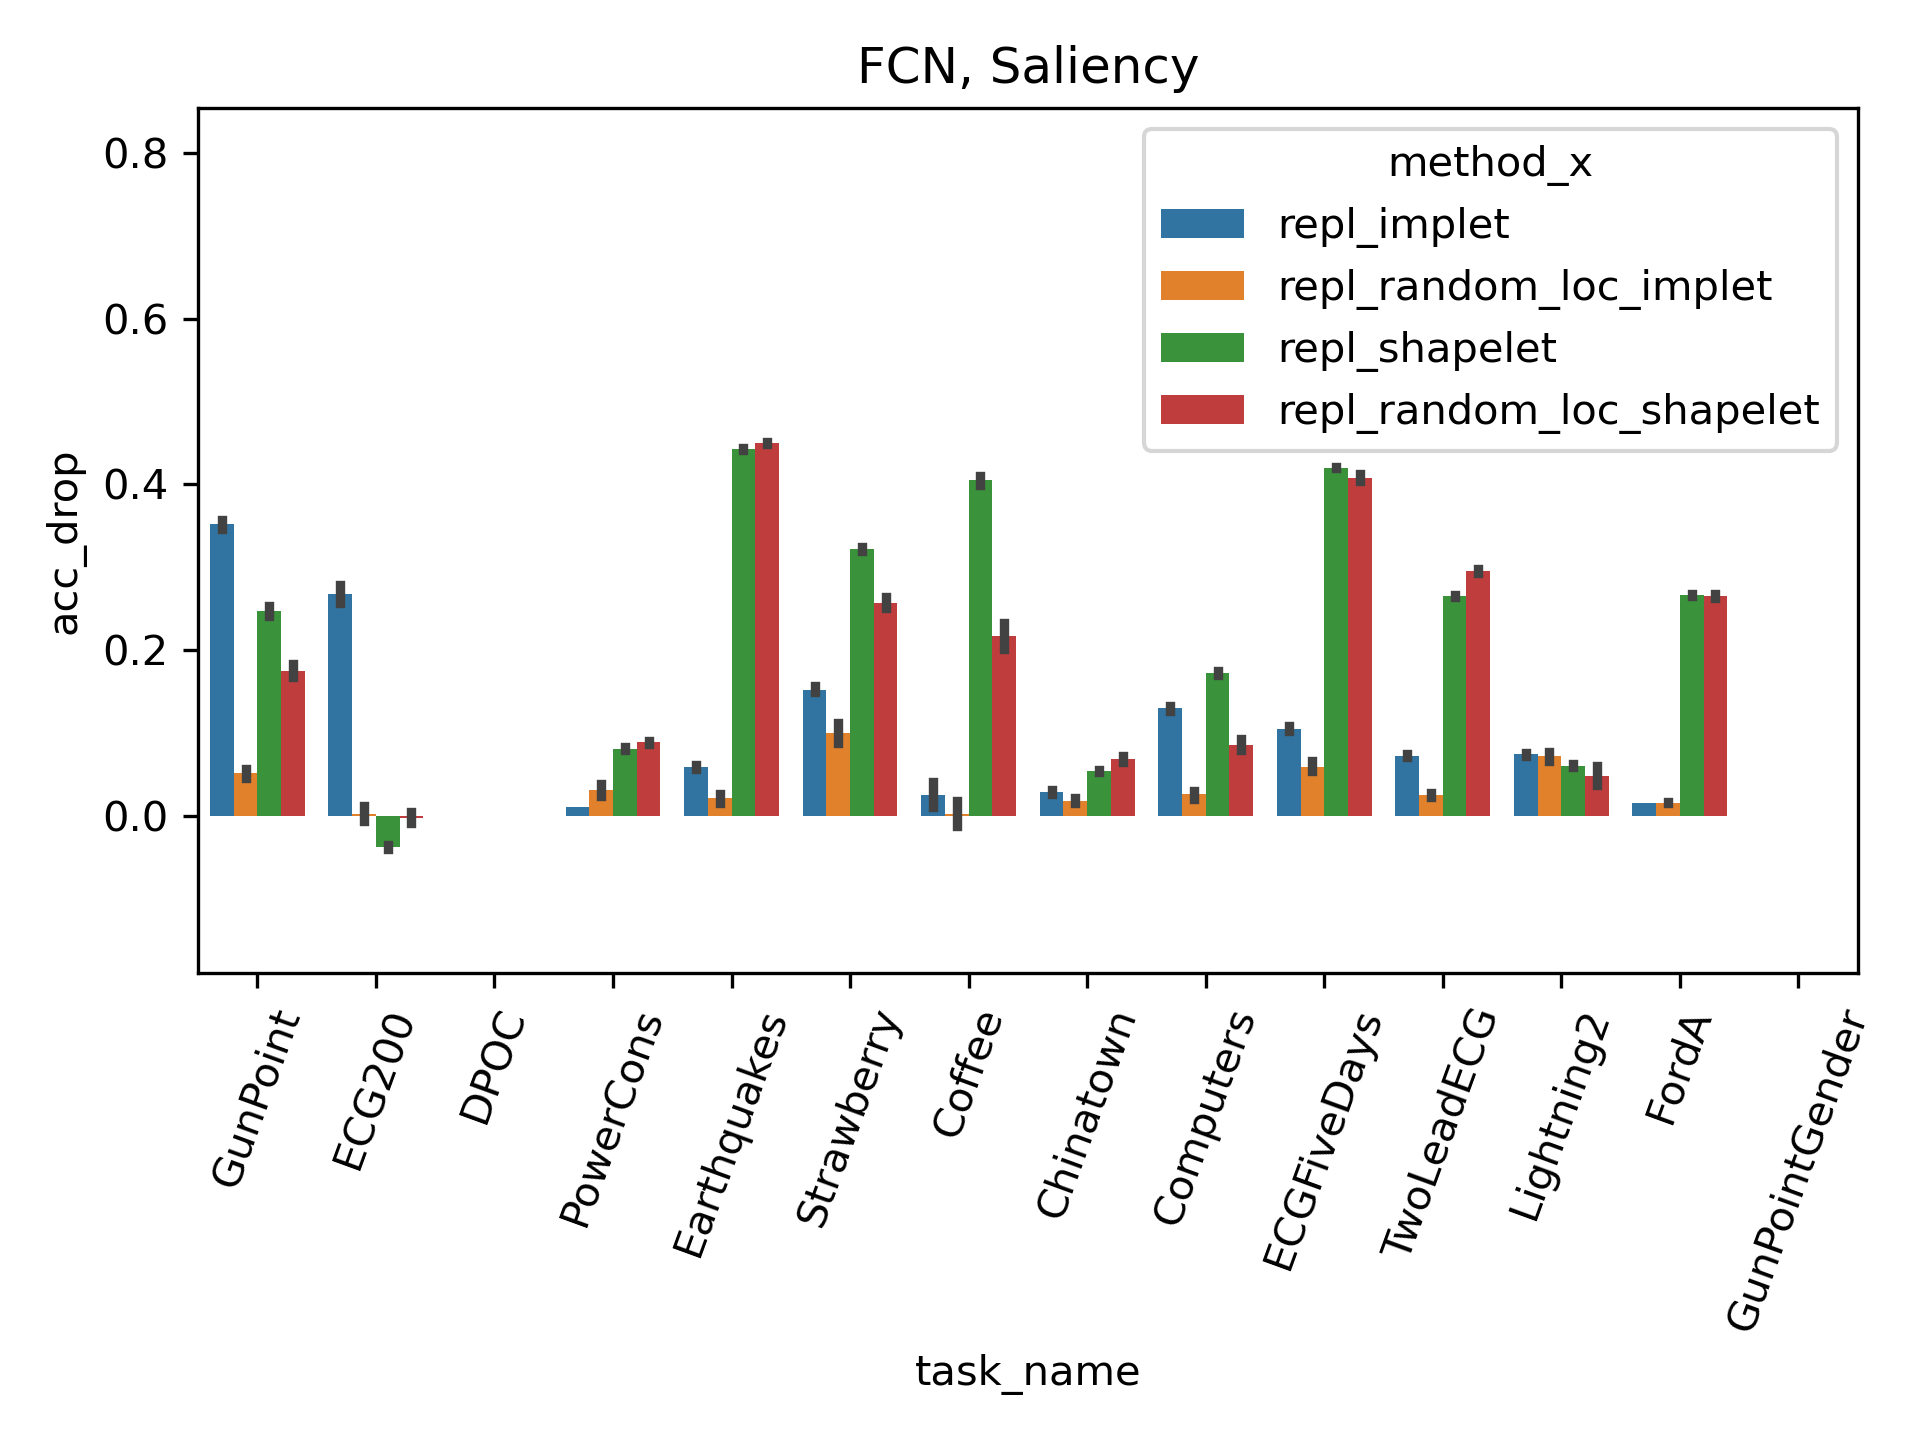 FCN, Saliency
method_x
repl_implet
repl_random_loc_implet
repl_shapelet
repl_random_loc_shapelet
acc_drop
0.8
0.6
0.4
0.2
0.0
GunPoint
ECG200
DPOC
PowerCons
Earthquakes
Strawberry
Coffee
Chinatown
Computers
ECGFiveDays
TwoLeadECG
Lightning2
FordA
GunPointGender
task_name